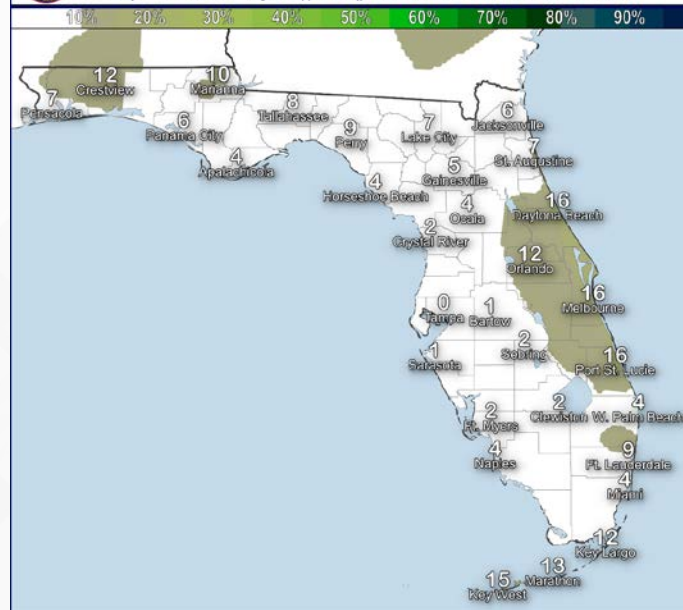 10% 20% 30% 40% 50% 60% 70% 80% 90%
12
Crestview
10
Marianna
7
Pensacola
8
Tallahassee
6
Panama City
9
Perry
7
Lake City
6
Jacksonville
4
Apalachicola
7
St. Augustine
5
Gainesville
4
Horseshoe Beach
4
Ocala
16
Daytona Beach
2
Crystal River
12
Orlando
0
Tampa
1
Bartow
16
Melbourne
1
Sarasota
2
Sebring
16
Port St. Lucie
2
Ft. Myers
2
Clewiston
4
W. Palm Beach
4
Naples
9
Ft. Lauderdale
4
Miami
12
Key Largo
13
Marathon
15
Key West